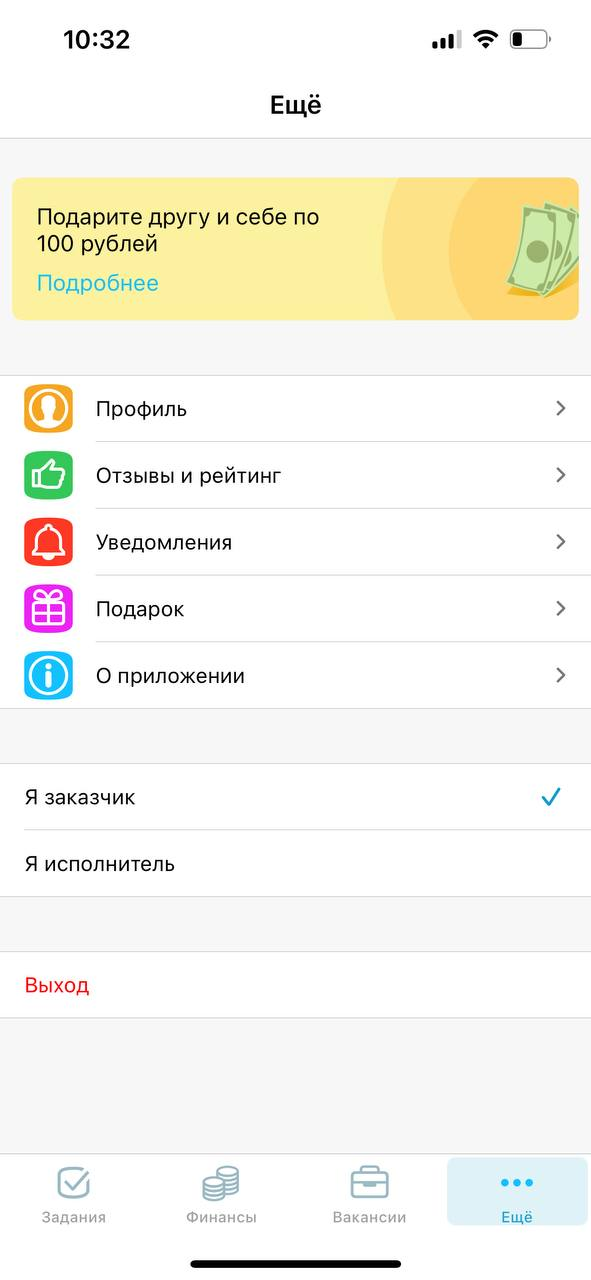 10:32
Ещё
Подарите другу и себе по
100 рублей
Подробнее
Профиль
Отзывы и рейтинг
Уведомления
Подарок
О приложении
Я заказчик
Я исполнитель
Выход
Задания
Финансы
Вакансии
Ещё